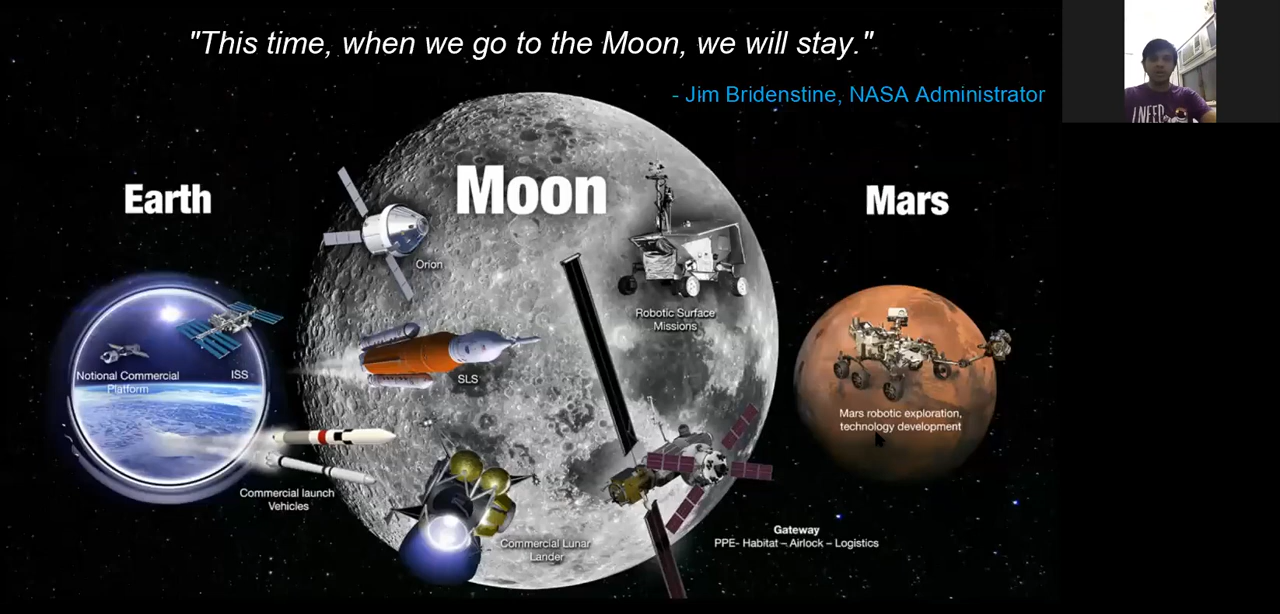 "This time, when we go to the Moon, we will stay."
- Jim Bridenstine, NASA Administrator
Earth
Moon
Mars
Orion
Robotic Surface
Missions
Notional Commercial
Platform
ISS
SLS
Mars robotic exploration,
technology development
Commercial launch
Vehicles
Commercial Lunar
Lander
Gateway
PPE- Habitat – Airlock – Logistics
I NEED